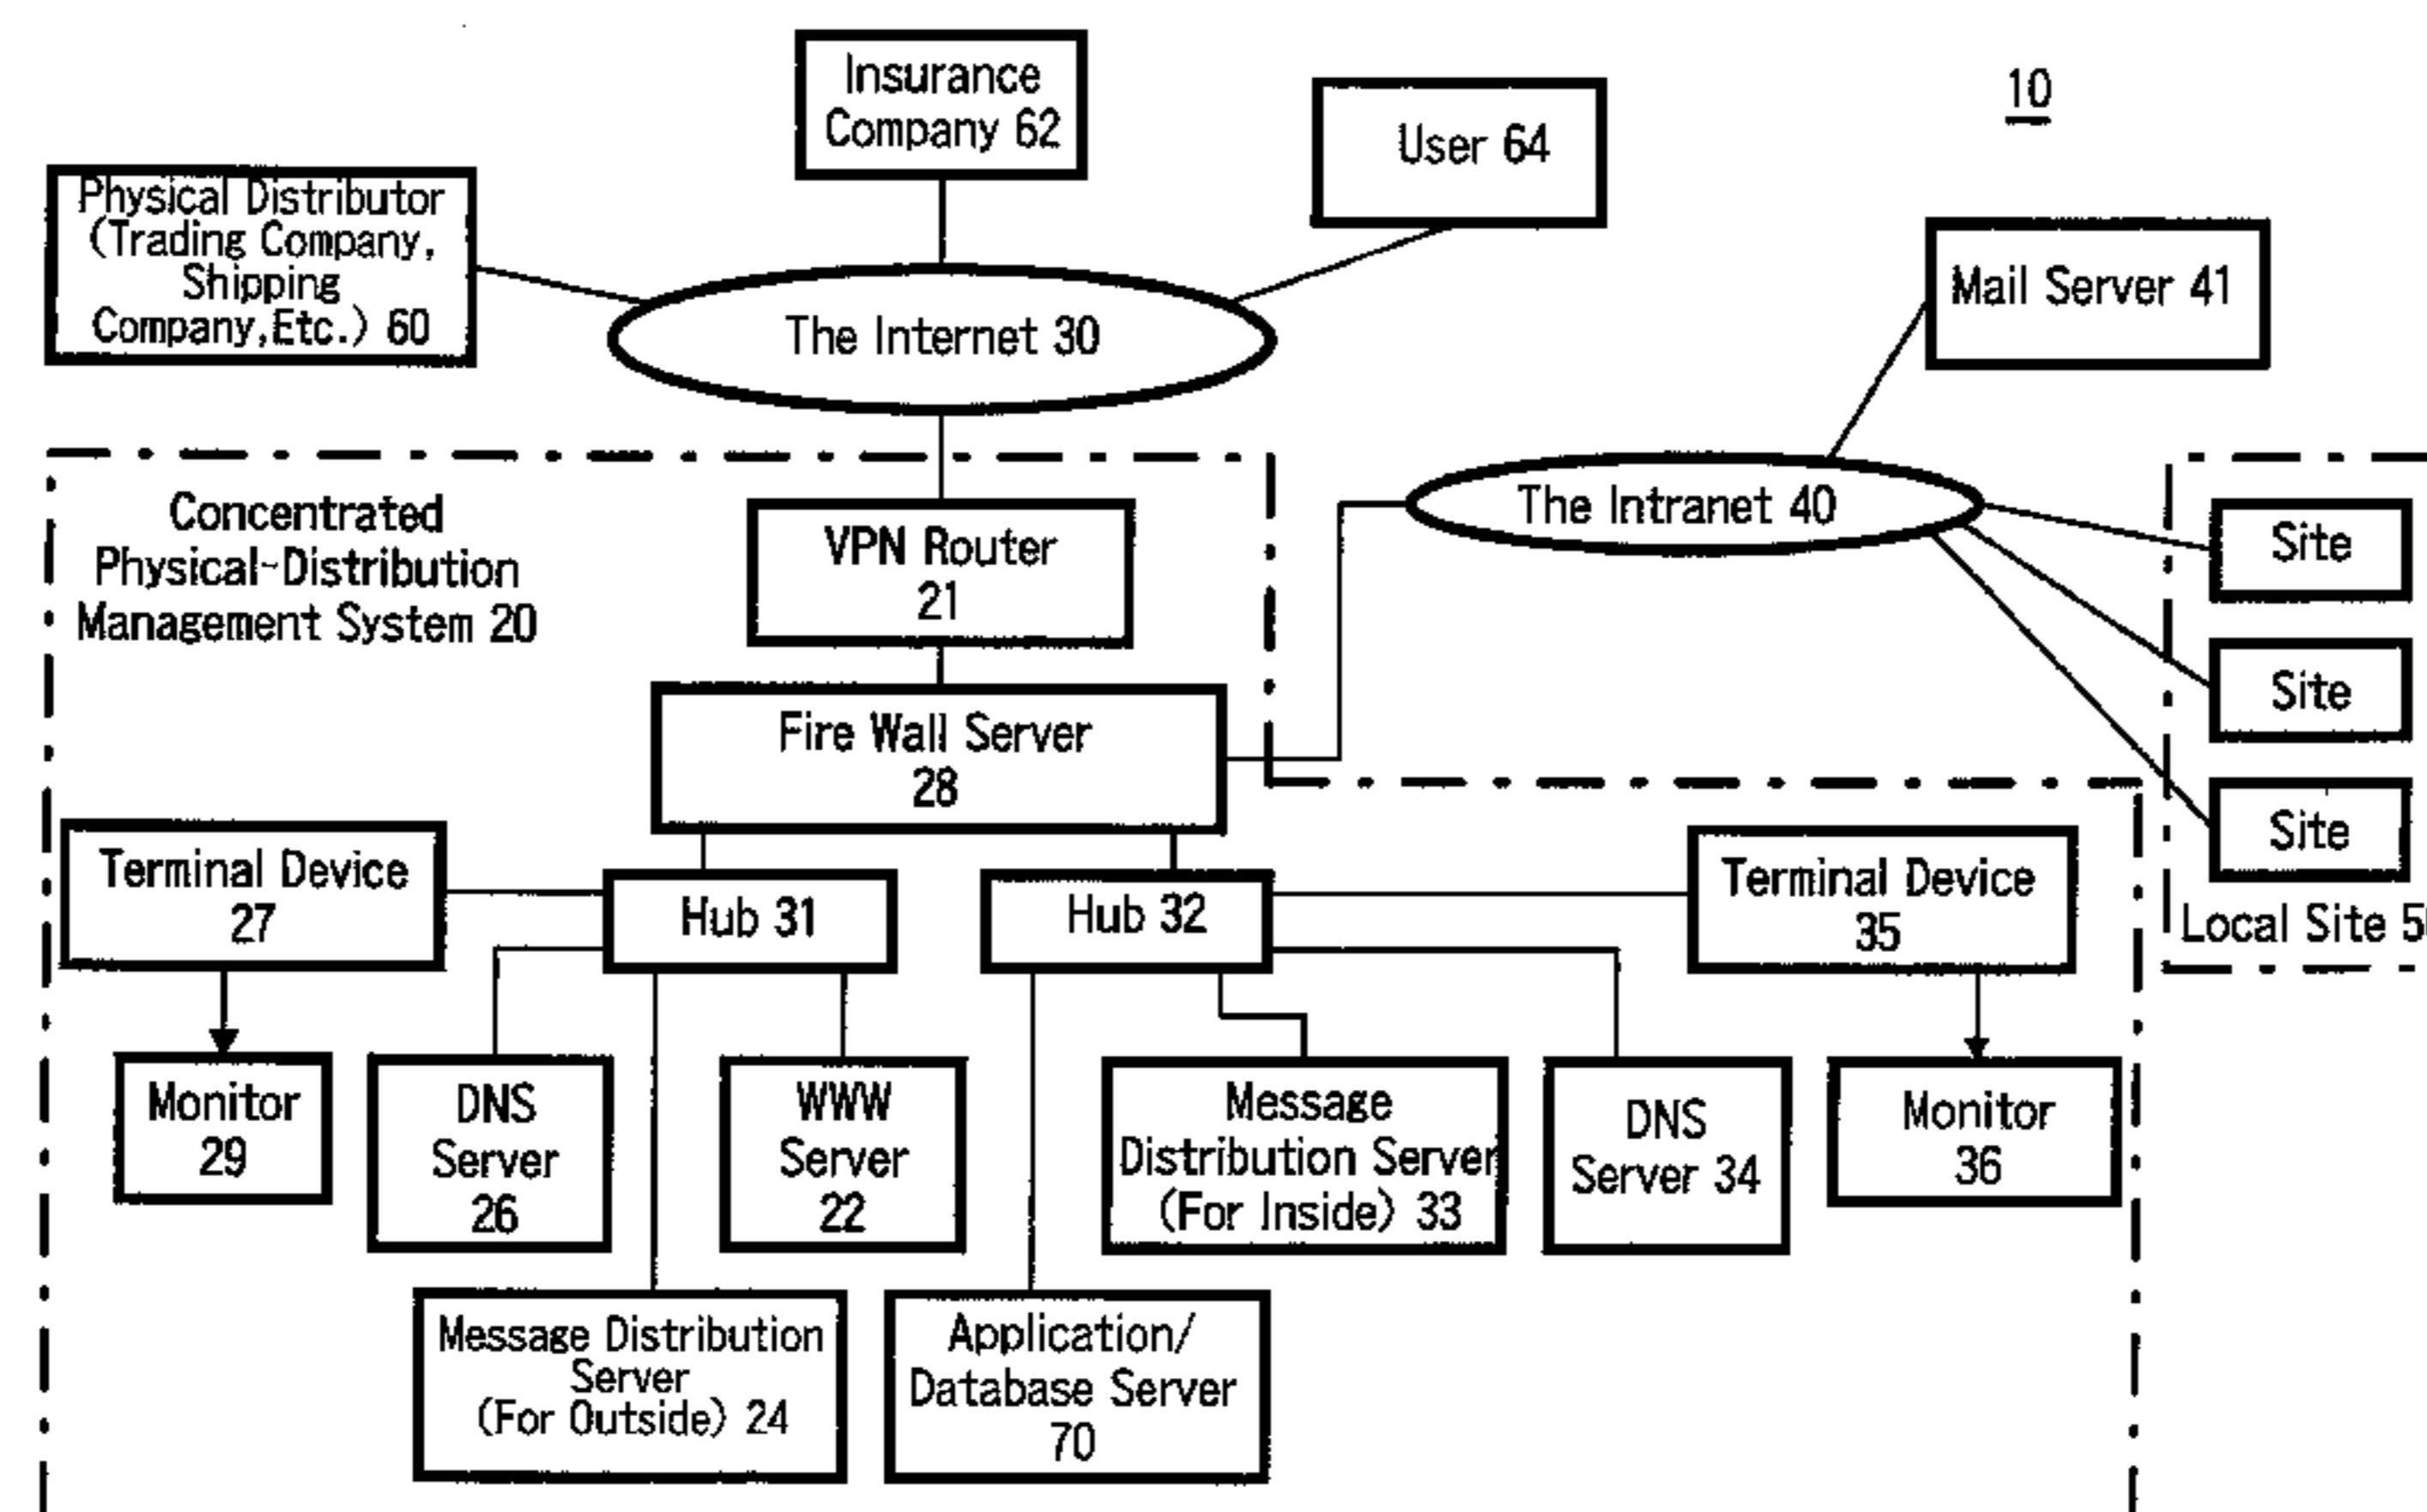 Insurance
Company 62
User 64
10
Physical Distributor
(Trading Company,
Shipping
Company,Etc.) 60
The Internet 30
Mail Server 41
Concentrated
Physical-Distribution
Management System 20
VPN Router
21
The Intranet 40
Site
Site
Site
Local Site
Fire Wall Server
28
Terminal Device
27
Hub 31
Hub 32
Terminal Device
35
Monitor
29
DNS
Server
26
WWW
Server
22
Message
Distribution Server
(For Inside) 33
DNS
Server 34
Monitor
36
Message Distribution
Server
(For Outside) 24
Application/
Database Server
70